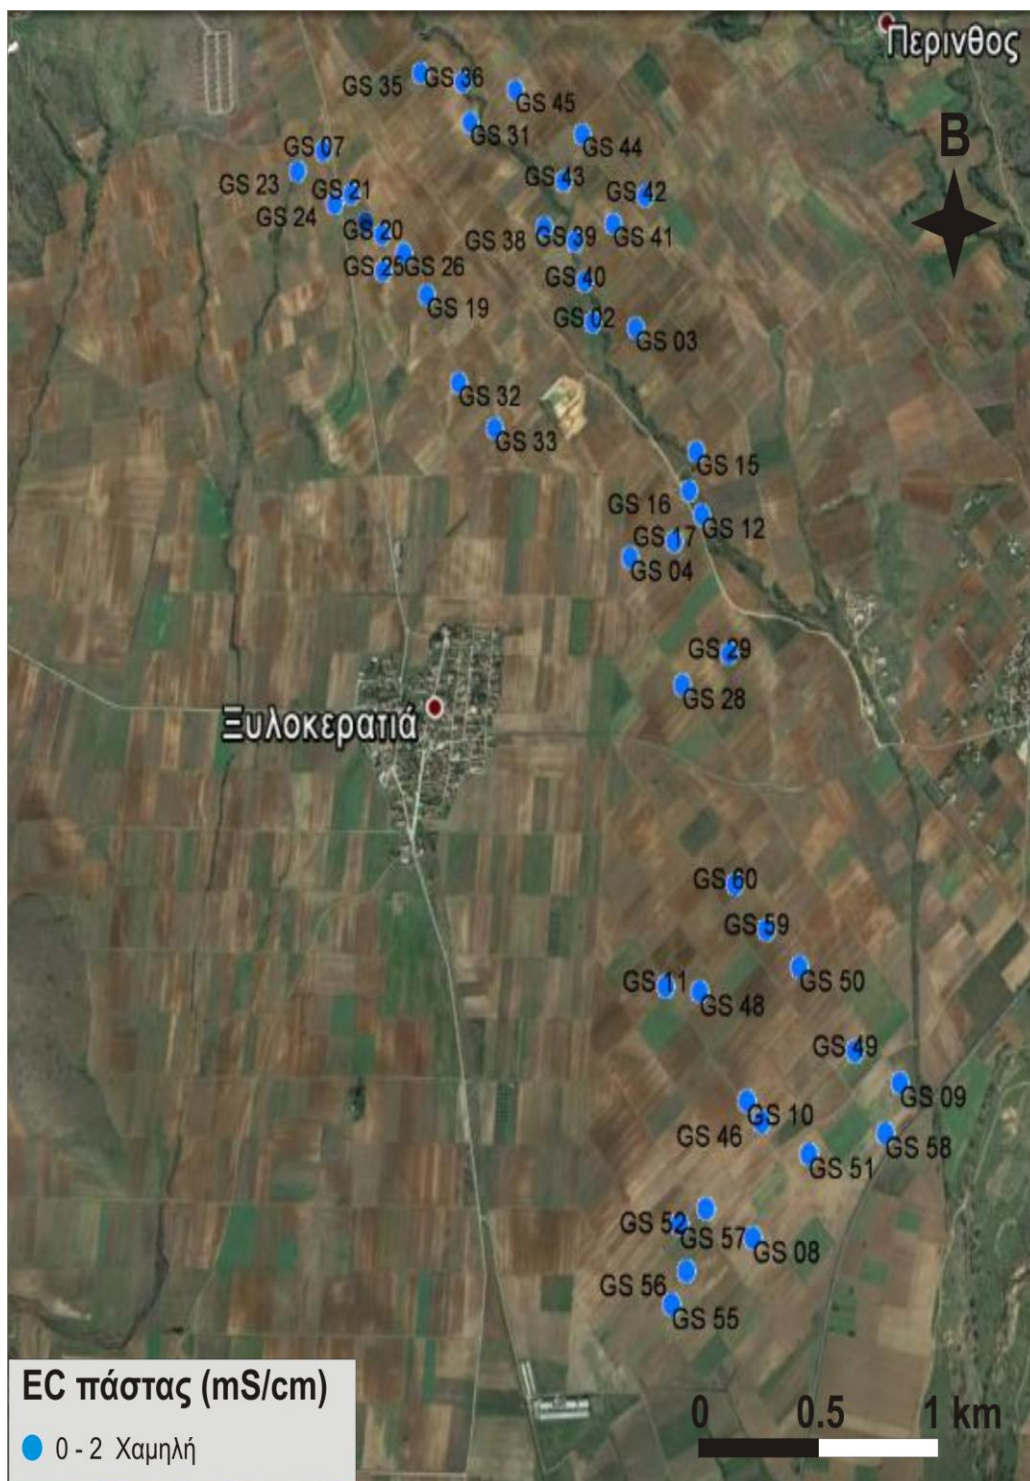 Περινθος
GS 35
GS 36
GS 45
GS 31
GS 44
B
GS 07
GS 23
GS 21
GS 43
GS 42
GS 24
GS 20
GS 38
GS 39
GS 41
GS 25
GS 26
GS 40
GS 19
GS 02
GS 03
GS 32
GS 33
GS 15
GS 16
GS 12
GS 17
GS 04
GS 29
GS 28
Ξυλοκερατιά
GS 60
GS 59
GS 50
GS 11
GS 48
GS 49
GS 09
GS 10
GS 46
GS 58
GS 51
GS 52
GS 57
GS 08
GS 56
GS 55
EC πάστας (mS/cm)
0 - 2 Χαμηλή
0 0.5 1 km